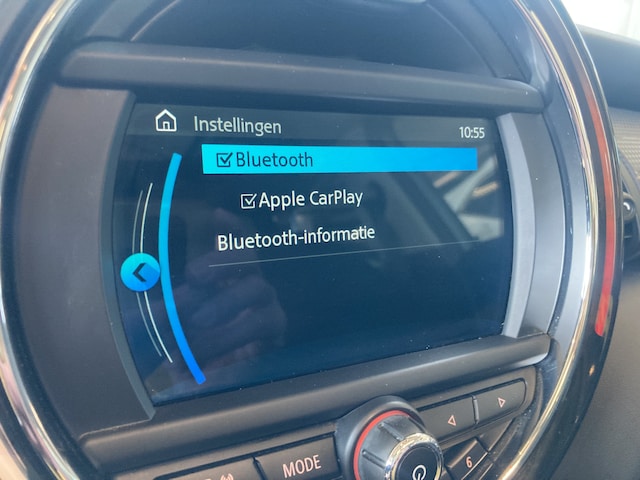 Instellingen 10:55
Bluetooth
Apple CarPlay
Bluetooth-informatie
MODE
6